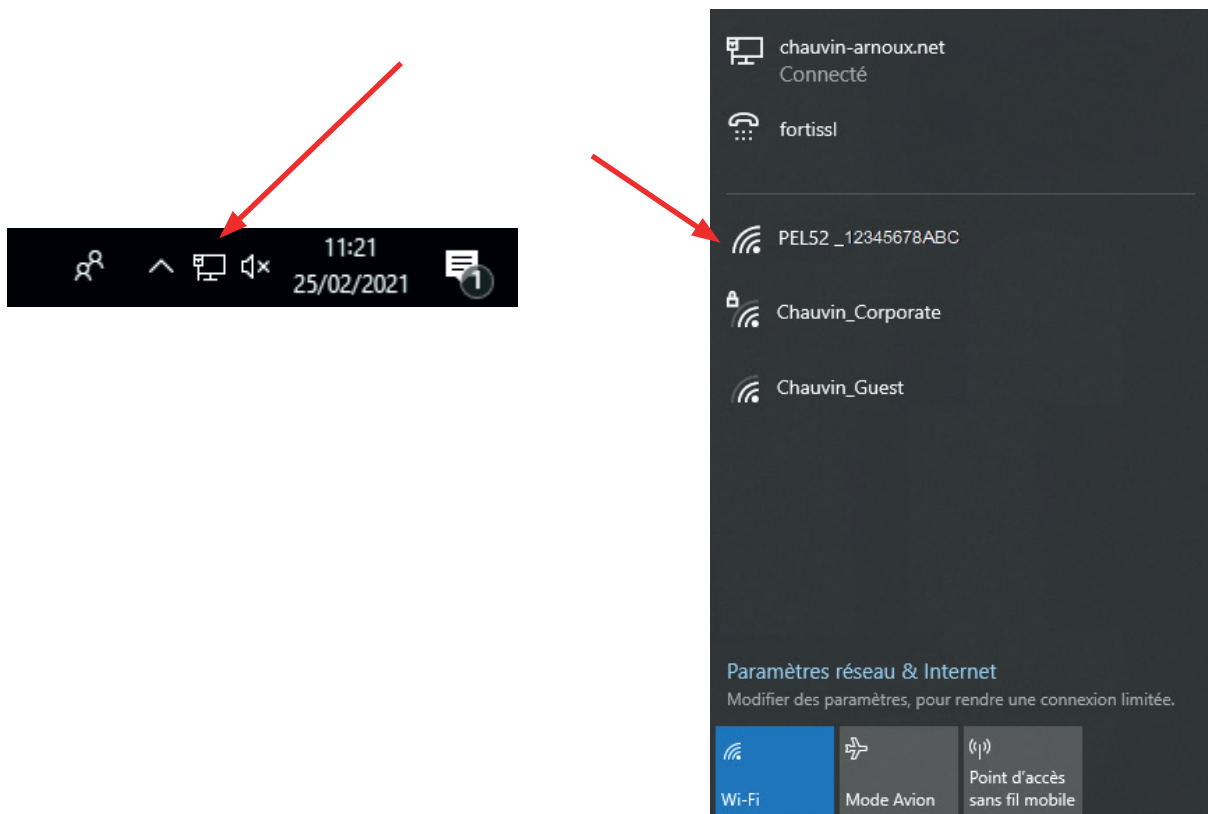 11:21
25/02/2021
1
chauvin-arnoux.net
Connecté
fortissl
PEL52 _12345678ABC
Chauvin_Corporate
Chauvin_Guest
Paramètres réseau & Internet
Modifier des paramètres, pour rendre une connexion limitée.
Wi-Fi
Mode Avion
Point d'accès
sans fil mobile